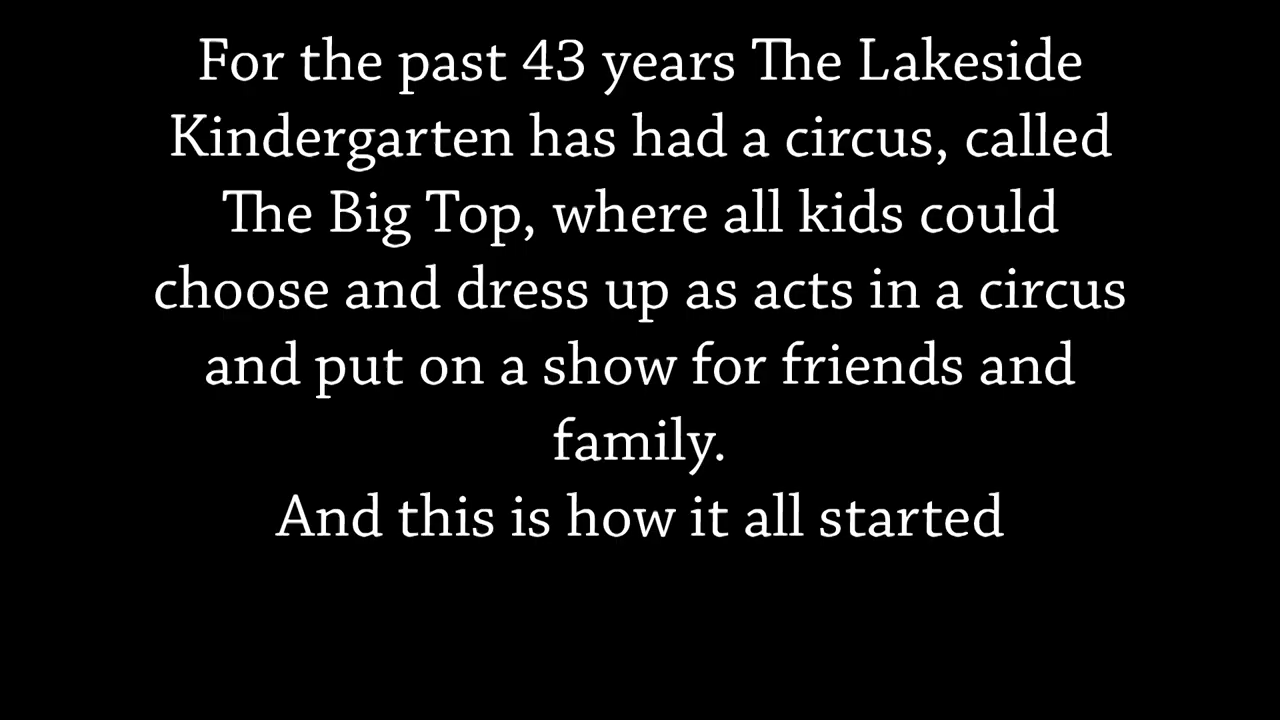 For the past 43 years The Lakeside
Kindergarten has had a circus, called
The Big Top, where all kids could
choose and dress up as acts in a circus
and put on a show for friends and
family.
And this is how it all started